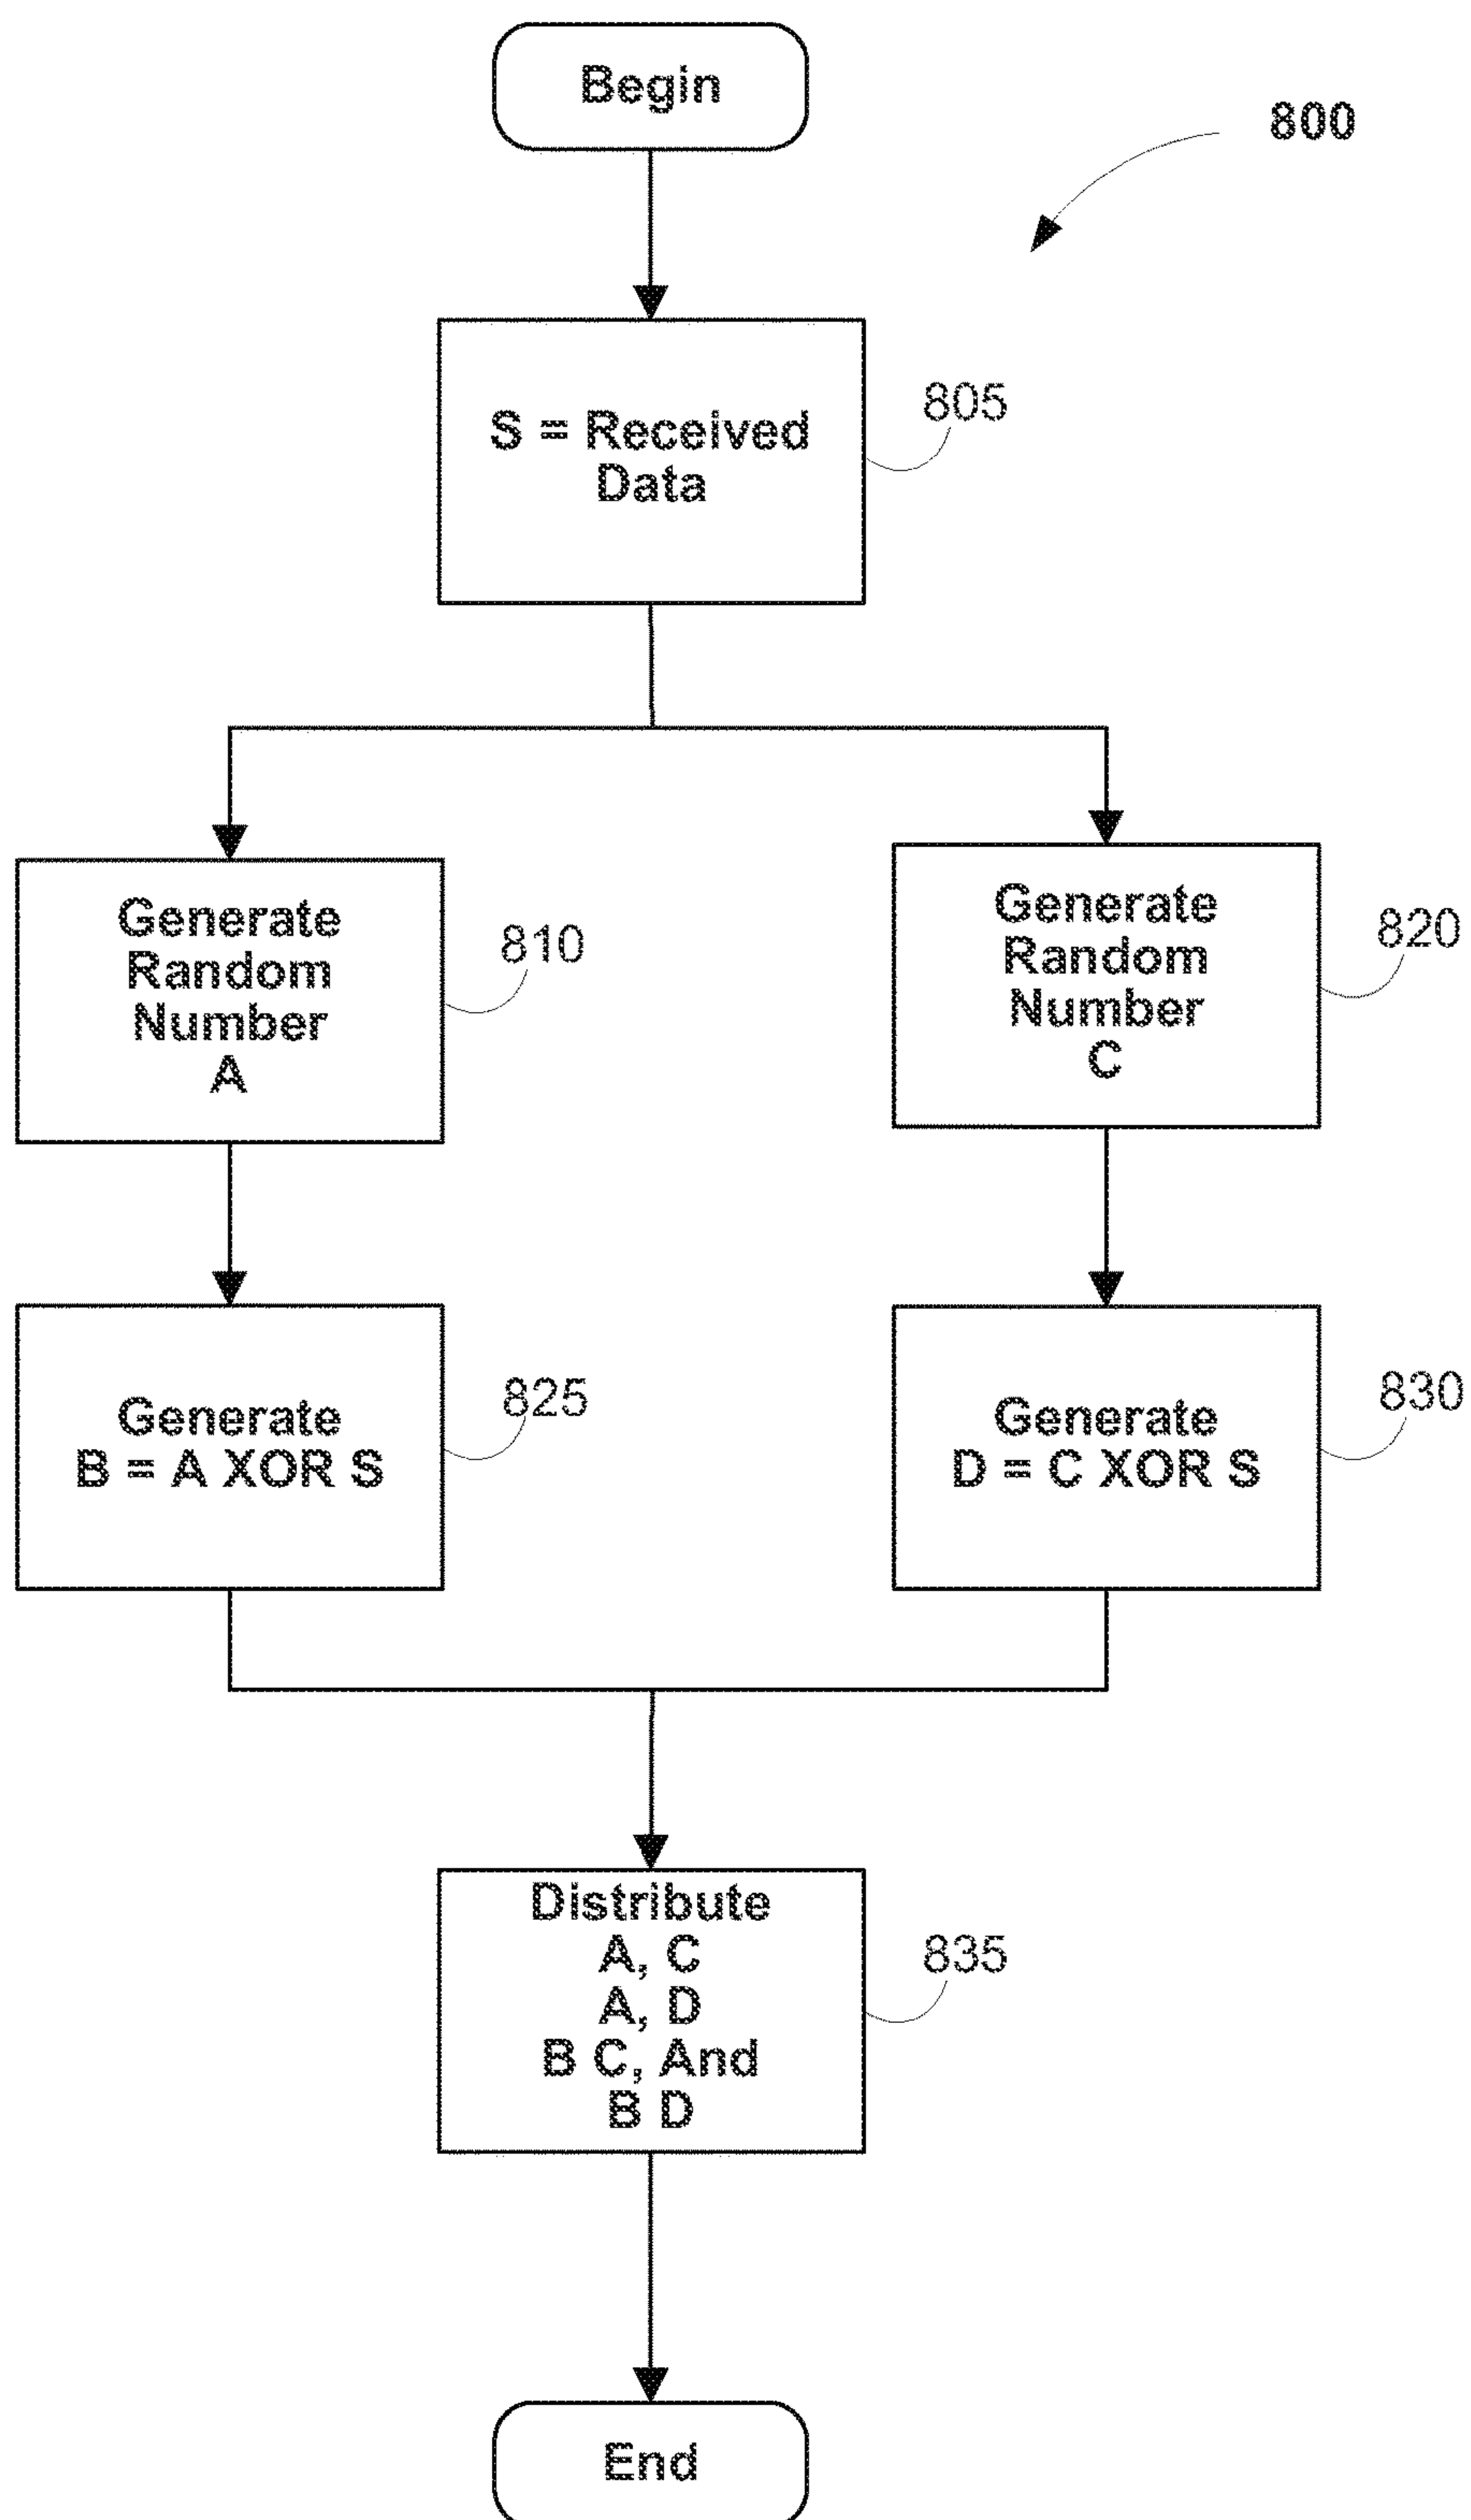 Begin
800
S = Received
Data
805
Generate
Random
Number
A
810
Generate
Random
Number
C
820
Generate
B = A XOR S
825
Generate
D = C XOR S
830
Distribute
A, C
A, D
B C, And
B D
835
End